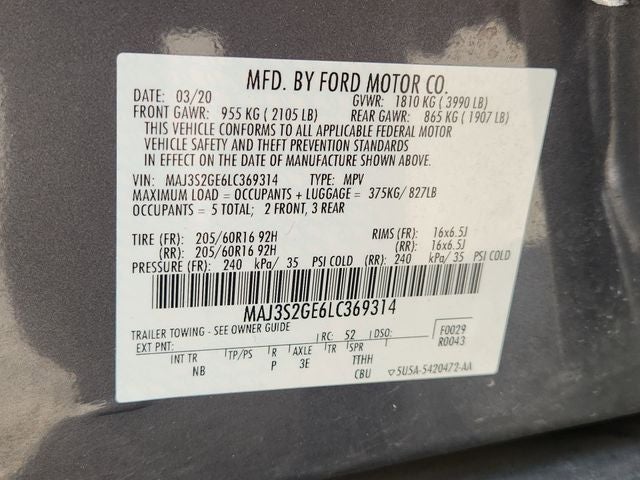 MFD. BY FORD MOTOR CO.
DATE: 03/20 GVWR: 1810 KG ( 3990 LB)
FRONT GAWR: 955 KG ( 2105 LB) REAR GAWR: 865 KG ( 1907 LB)
THIS VEHICLE CONFORMS TO ALL APPLICABLE FEDERAL MOTOR
VEHICLE SAFETY AND THEFT PREVENTION STANDARDS
IN EFFECT ON THE DATE OF MANUFACTURE SHOWN ABOVE.
VIN: MAJ3S2GE6LC369314 TYPE: MPV
MAXIMUM LOAD = OCCUPANTS + LUGGAGE = 375KG/ 827LB
OCCUPANTS = 5 TOTAL; 2 FRONT, 3 REAR
TIRE (FR): 205/60R16 92H RIMS (FR): 16x6.5J
(RR): 205/60R16 92H (RR): 16x6.5J
PRESSURE (FR): 240 kPa/ 35 PSI COLD (RR): 240 kPa/ 35 PSI COLD
MAJ3S2GE6LC369314
TRAILER TOWING - SEE OWNER GUIDE
EXT PNT: RC: 52 DSO: F0029
R0043
INT TR TP/PS R AXLE TR SPR
NB P 3E TTHH
CBU 5U5A-5420472-AA